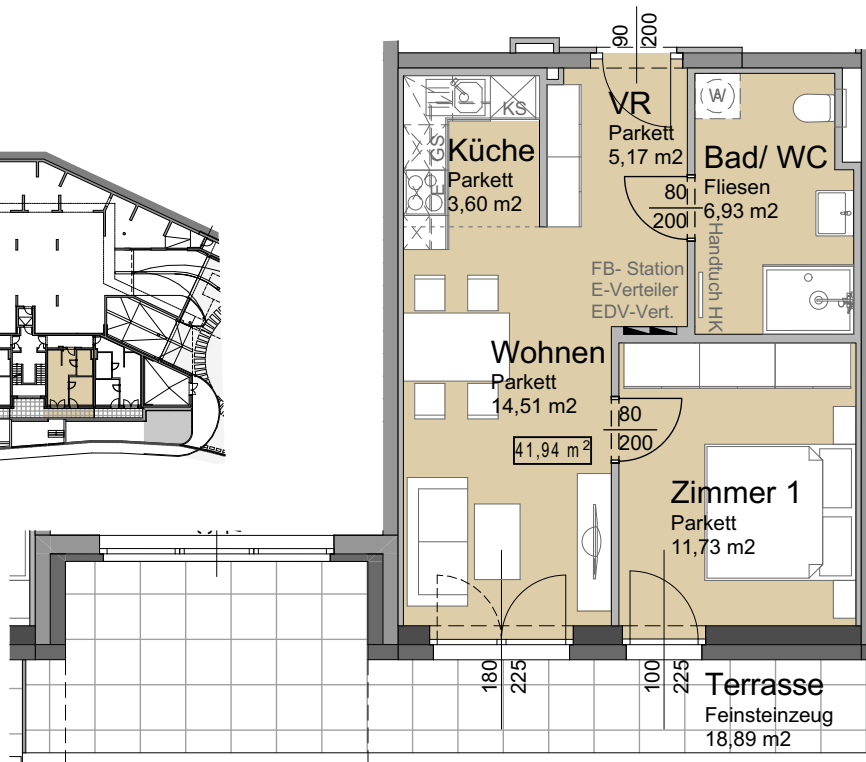 90
200
VR
Parkett
5,17 m2
W
KS
GS
E
Küche
Parkett
3,60 m2
Bad/ WC
Fliesen
6,93 m2
80
200
Handtuch HK
FB- Station
E-Verteiler
EDV-Vert.
Wohnen
Parkett
14,51 m2
41,94 m²
80
200
Zimmer 1
Parkett
11,73 m2
180
225
100
225
Terrasse
Feinsteinzeug
18,89 m2